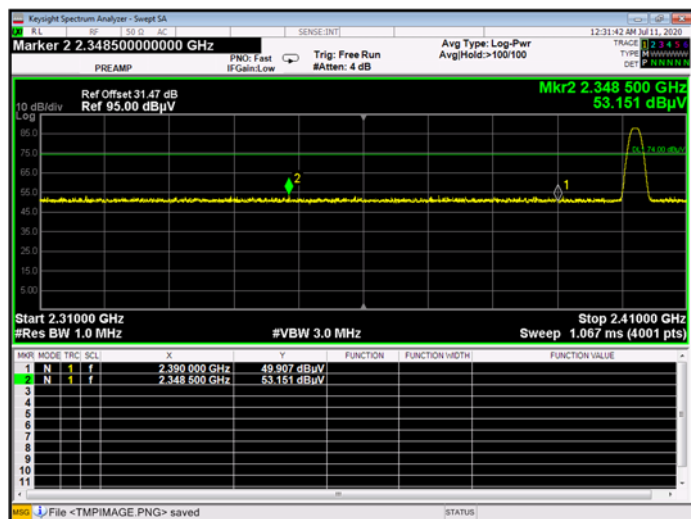 Keysight Spectrum Analyzer - Swept SA
RL RF 50 Ω AC SENSE:INT 12:31:42 AM Jul 11, 2020
Marker 2 2.348500000000 GHz
PREAMP
PNO: Fast
IFGain:Low
Trig: Free Run
#Atten: 4 dB
Avg Type: Log-Pwr
Avg|Hold:>100/100
TRACE 1 2 3 4 5 6
TYPE MWWWWW
DET P NNNNN
Mkr2 2.348 500 GHz
53.151 dBµV
Ref Offset 31.47 dB
10 dB/div Ref 95.00 dBµV
Log
85.0
75.0
DL1 74.00 dBµV
65.0
2
1
55.0
45.0
35.0
25.0
15.0
5.00
Start 2.31000 GHz Stop 2.41000 GHz
#Res BW 1.0 MHz #VBW 3.0 MHz Sweep 1.067 ms (4001 pts)
MKR MODE TRC SCL X Y FUNCTION FUNCTION WIDTH FUNCTION VALUE
1 N 1 f 2.390 000 GHz 49.907 dBµV
2 N 1 f 2.348 500 GHz 53.151 dBµV
3
4
5
6
7
8
9
10
11
MSG File <TMPIMAGE.PNG> saved STATUS